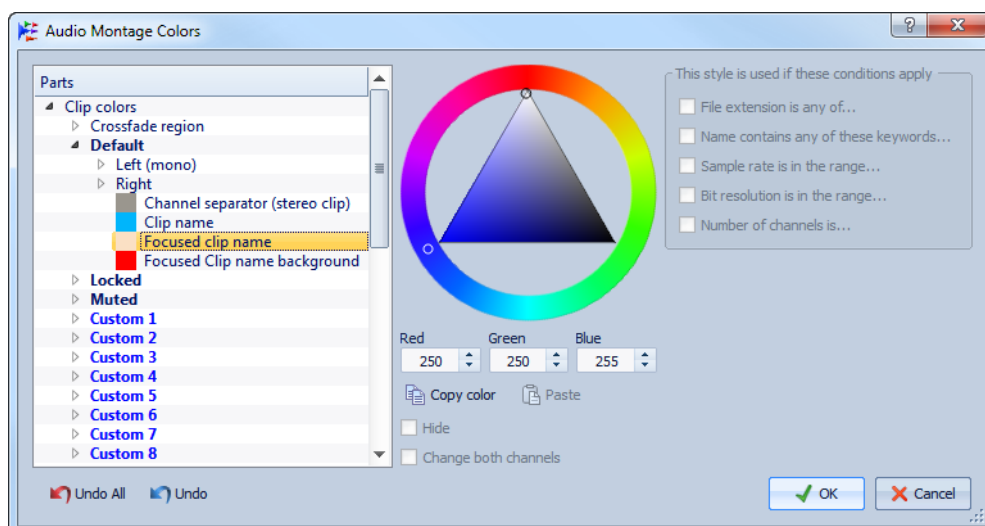 Audio Montage Colors
Parts
Clip colors
Crossfade region
Default
Left (mono)
Right
Channel separator (stereo clip)
Clip name
Focused clip name
Focused Clip name background
Locked
Muted
Custom 1
Custom 2
Custom 3
Custom 4
Custom 5
Custom 6
Custom 7
Custom 8
Red Green Blue
250 250 255
Copy color Paste
Hide
Change both channels
This style is used if these conditions apply
File extension is any of...
Name contains any of these keywords...
Sample rate is in the range...
Bit resolution is in the range...
Number of channels is...
Undo All Undo
OK Cancel